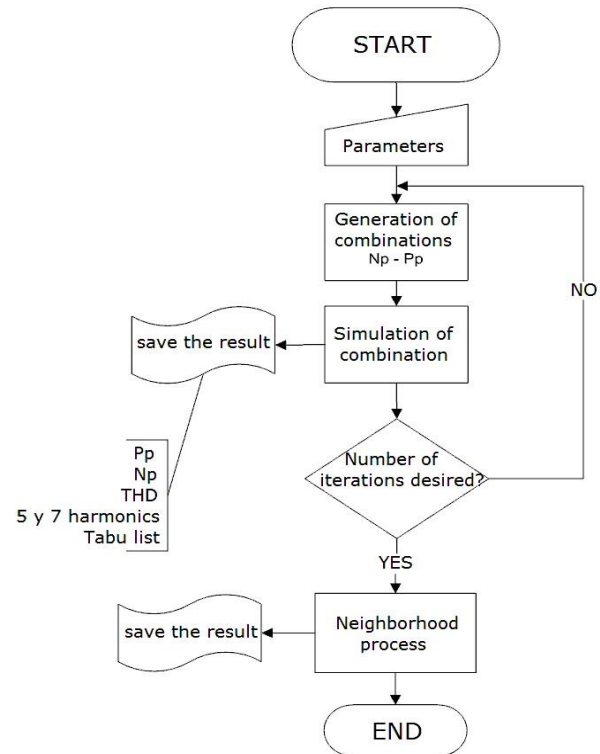 START
Parameters
Generation of
combinations
Np - Pp
NO
save the result
Simulation of
combination
Pp
Np
THD
5 y 7 harmonics
Tabu list
Number of
iterations desired?
YES
save the result
Neighborhood
process
END